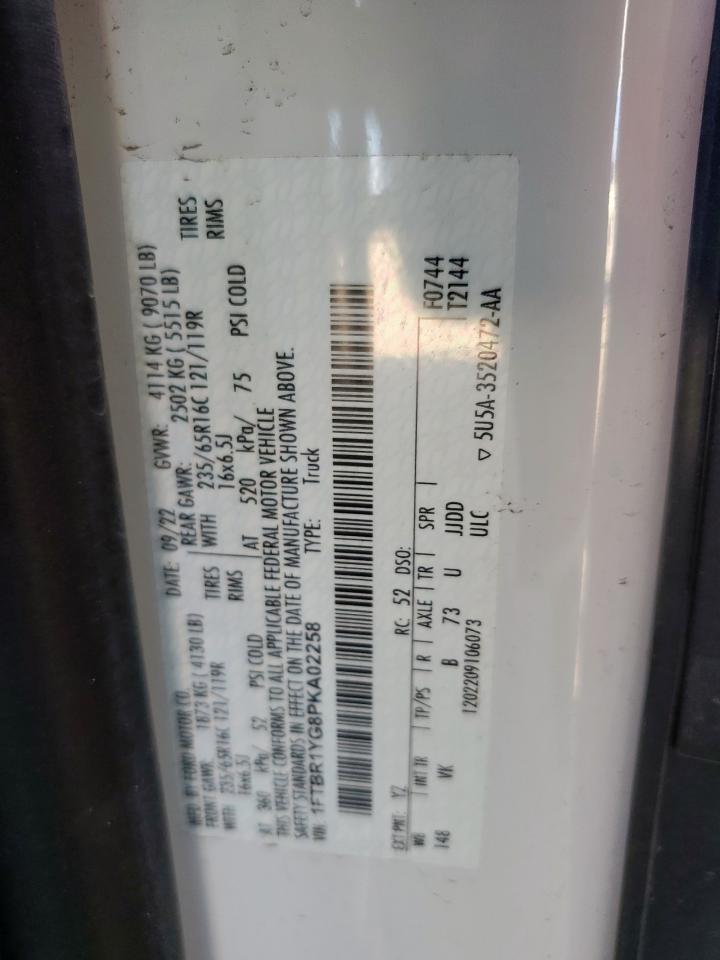 MFD. BY FORD MOTOR CO.
DATE: 09/22 GVWR: 4114 KG ( 9070 LB)
FRONT GAWR: 1873 KG ( 4130 LB) REAR GAWR: 2502 KG ( 5515 LB)
WITH 235/65R16C 121/119R TIRES WITH 235/65R16C 121/119R TIRES
16x6.5J RIMS 16x6.5J RIMS
AT 360 kPa/ 52 PSI COLD AT 520 kPa/ 75 PSI COLD
THIS VEHICLE CONFORMS TO ALL APPLICABLE FEDERAL MOTOR VEHICLE
SAFETY STANDARDS IN EFFECT ON THE DATE OF MANUFACTURE SHOWN ABOVE.
VIN: 1FTBR1YG8PKA02258 TYPE: Truck
EXT PNT: YZ RC: 52 DSO:
WB INT TR TP/PS R AXLE TR SPR F0744
148 VK B 73 U JJDD T2144
1202209106073 ULC ▽ 5U5A-3520472-AA